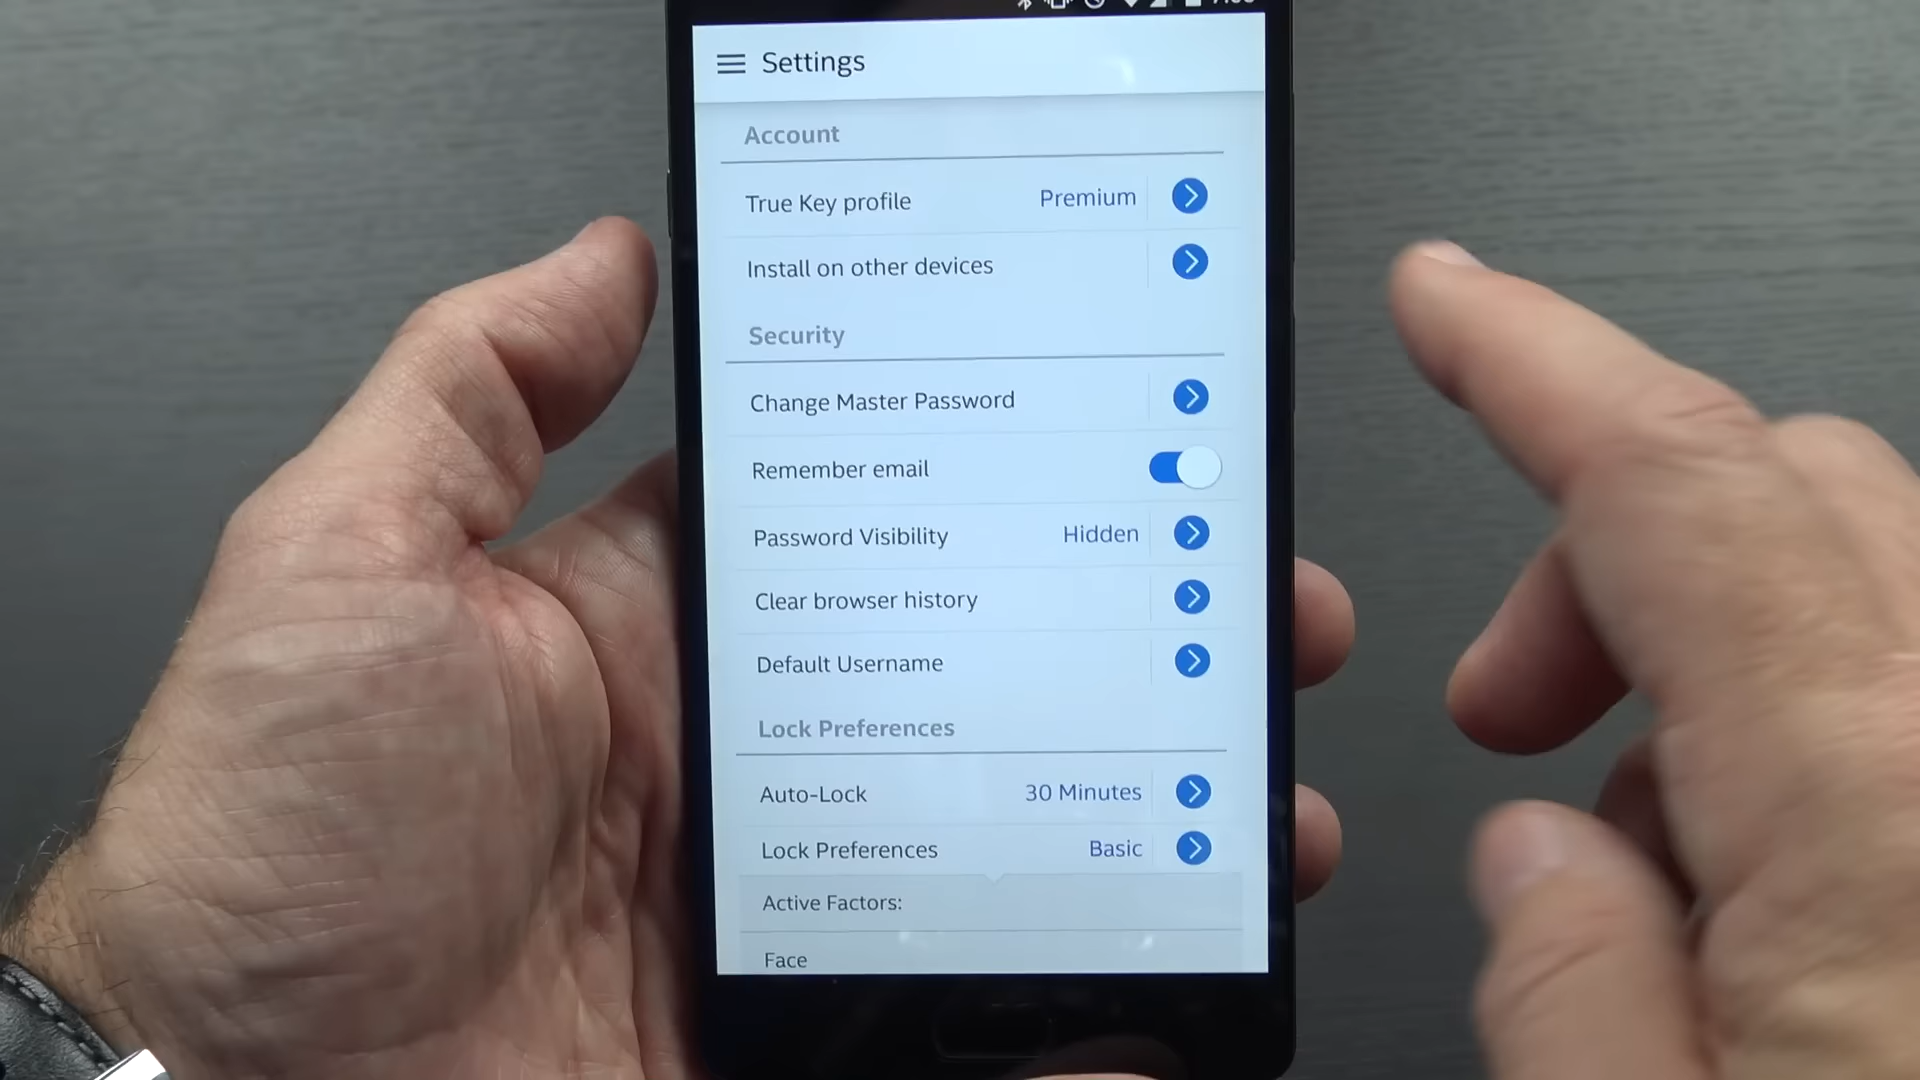 Settings
Account
True Key profile Premium
Install on other devices
Security
Change Master Password
Remember email
Password Visibility Hidden
Clear browser history
Default Username
Lock Preferences
Auto-Lock 30 Minutes
Lock Preferences Basic
Active Factors:
Face